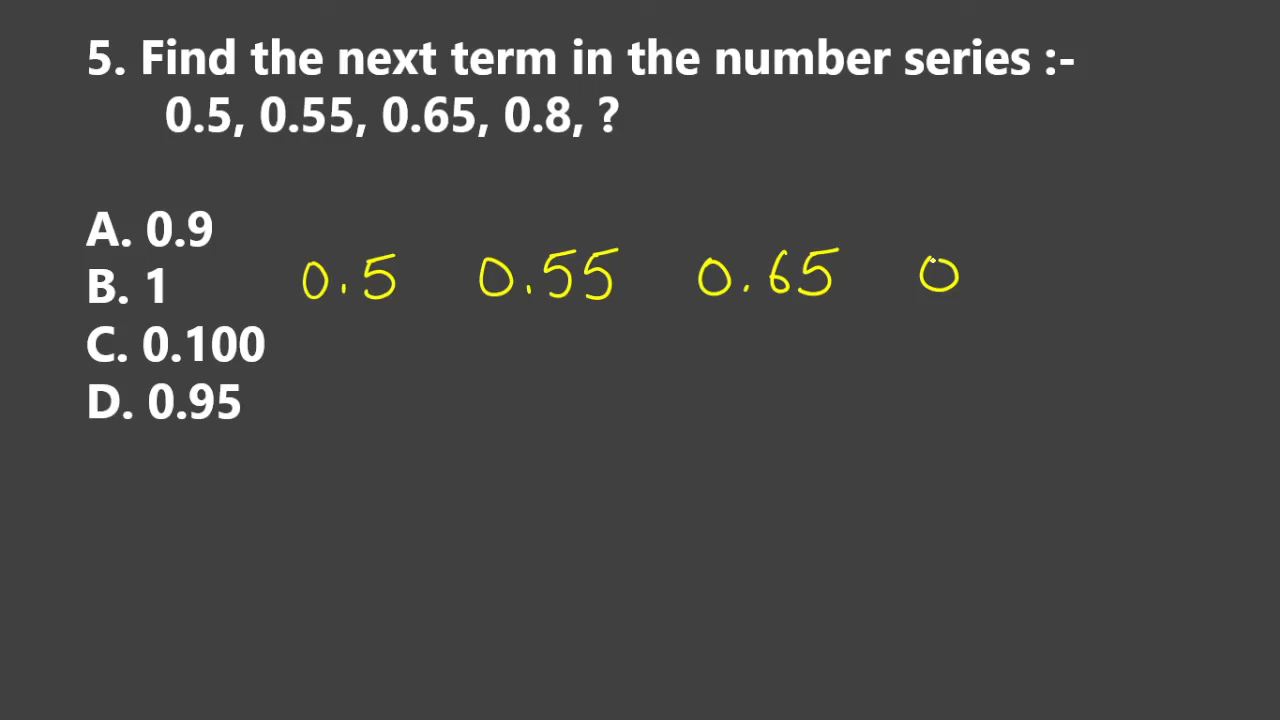 5. Find the next term in the number series :-
0.5, 0.55, 0.65, 0.8, ?
A. 0.9
B. 1
0.5 0.55 0.65 0
C. 0.100
D. 0.95